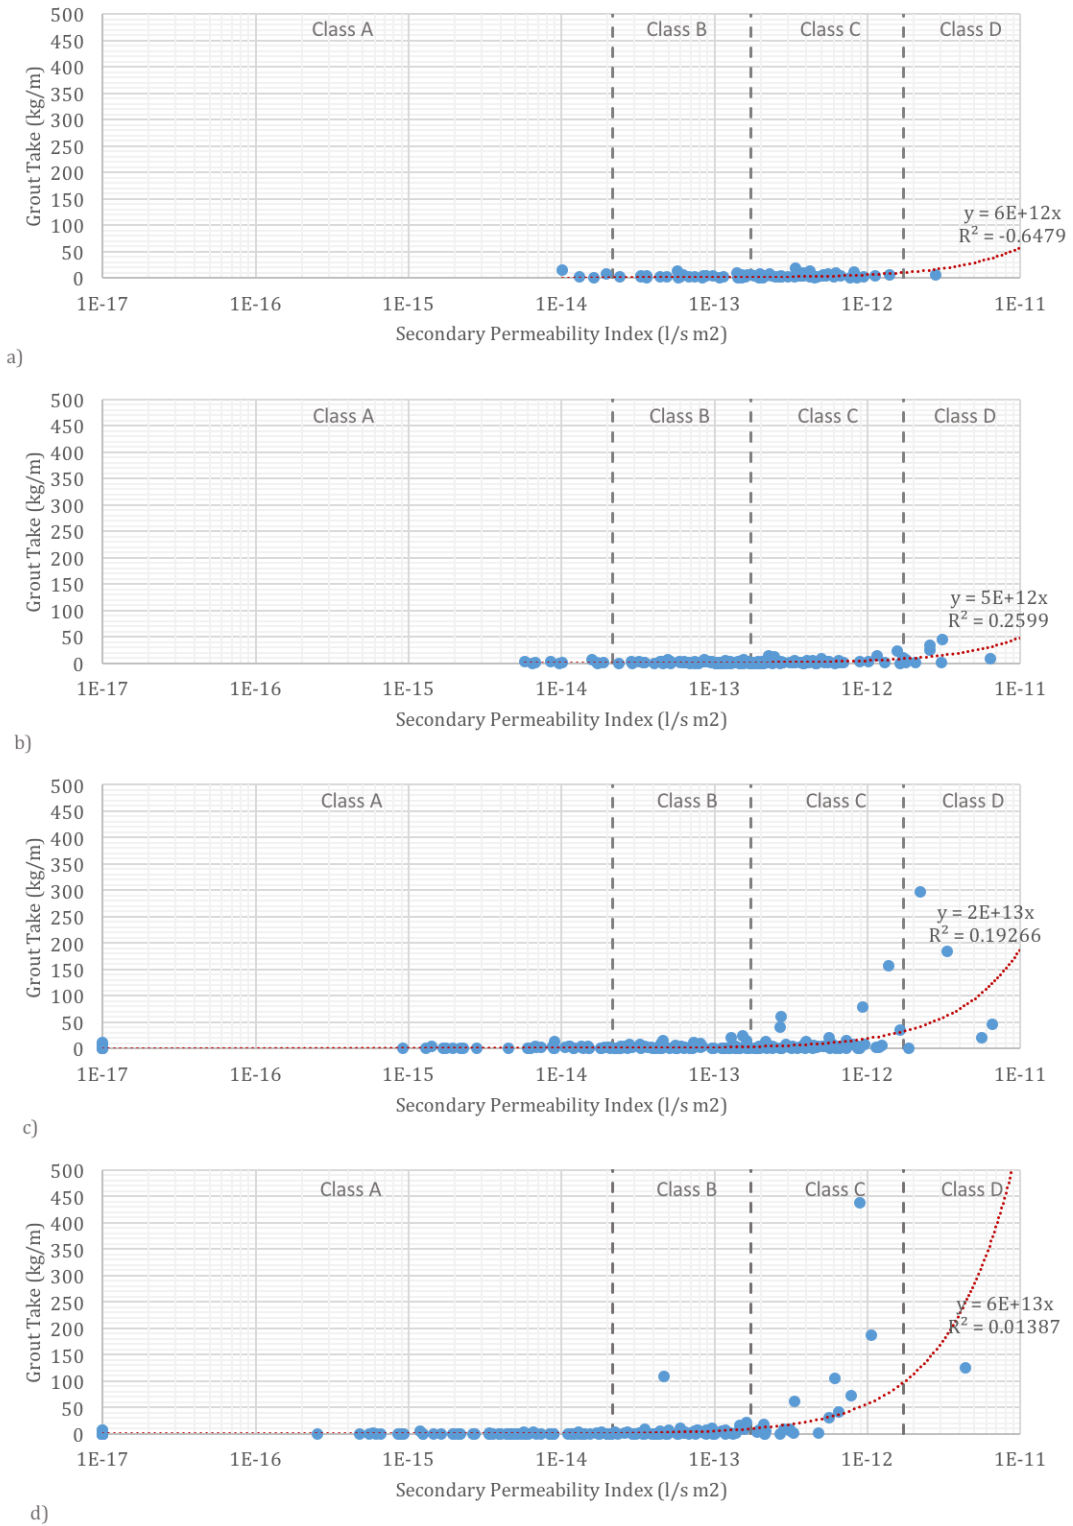 500
Class A Class B Class C Class D
450
400
350
300
250
200
150
100
50
0
Grout Take (kg/m)
y = 6E+12x
R² = -0.6479
1E-17 1E-16 1E-15 1E-14 1E-13 1E-12 1E-11
Secondary Permeability Index (l/s m2)
a)
500
Class A Class B Class C Class D
450
400
350
300
250
200
150
100
50
0
Grout Take (kg/m)
y = 5E+12x
R² = 0.2599
1E-17 1E-16 1E-15 1E-14 1E-13 1E-12 1E-11
Secondary Permeability Index (l/s m2)
b)
500
Class A Class B Class C Class D
450
400
350
300
250
200
150
100
50
0
Grout Take (kg/m)
y = 2E+13x
R² = 0.19266
1E-17 1E-16 1E-15 1E-14 1E-13 1E-12 1E-11
Secondary Permeability Index (l/s m2)
c)
500
Class A Class B Class C Class D
450
400
350
300
250
200
150
100
50
0
Grout Take (kg/m)
y = 6E+13x
R² = 0.01387
1E-17 1E-16 1E-15 1E-14 1E-13 1E-12 1E-11
Secondary Permeability Index (l/s m2)
d)